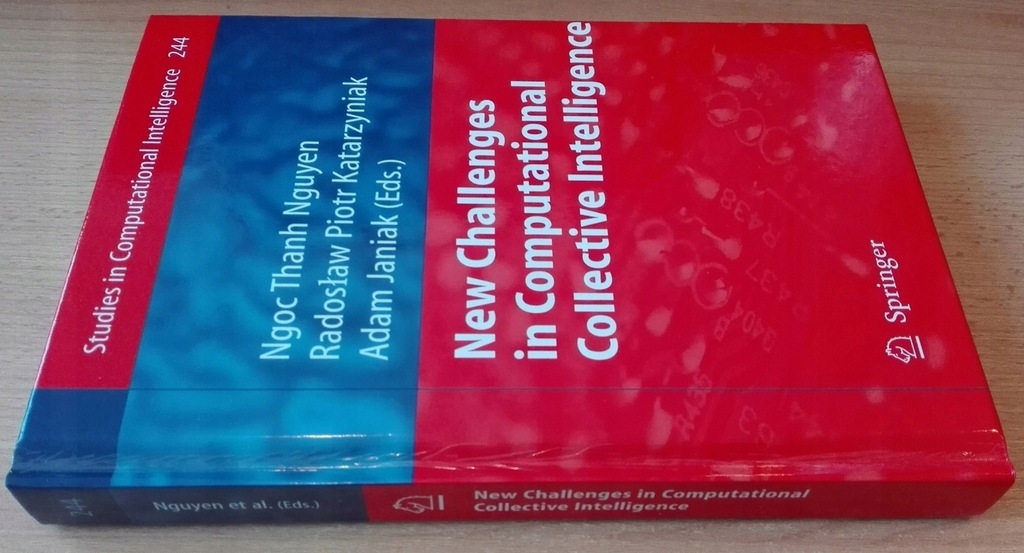 Studies in Computational Intelligence 244
Ngoc Thanh Nguyen
Radosław Piotr Katarzyniak
Adam Janiak (Eds.)
New Challenges
in Computational
Collective Intelligence
Springer
244
Nguyen et al. (Eds.)
New Challenges in Computational
Collective Intelligence